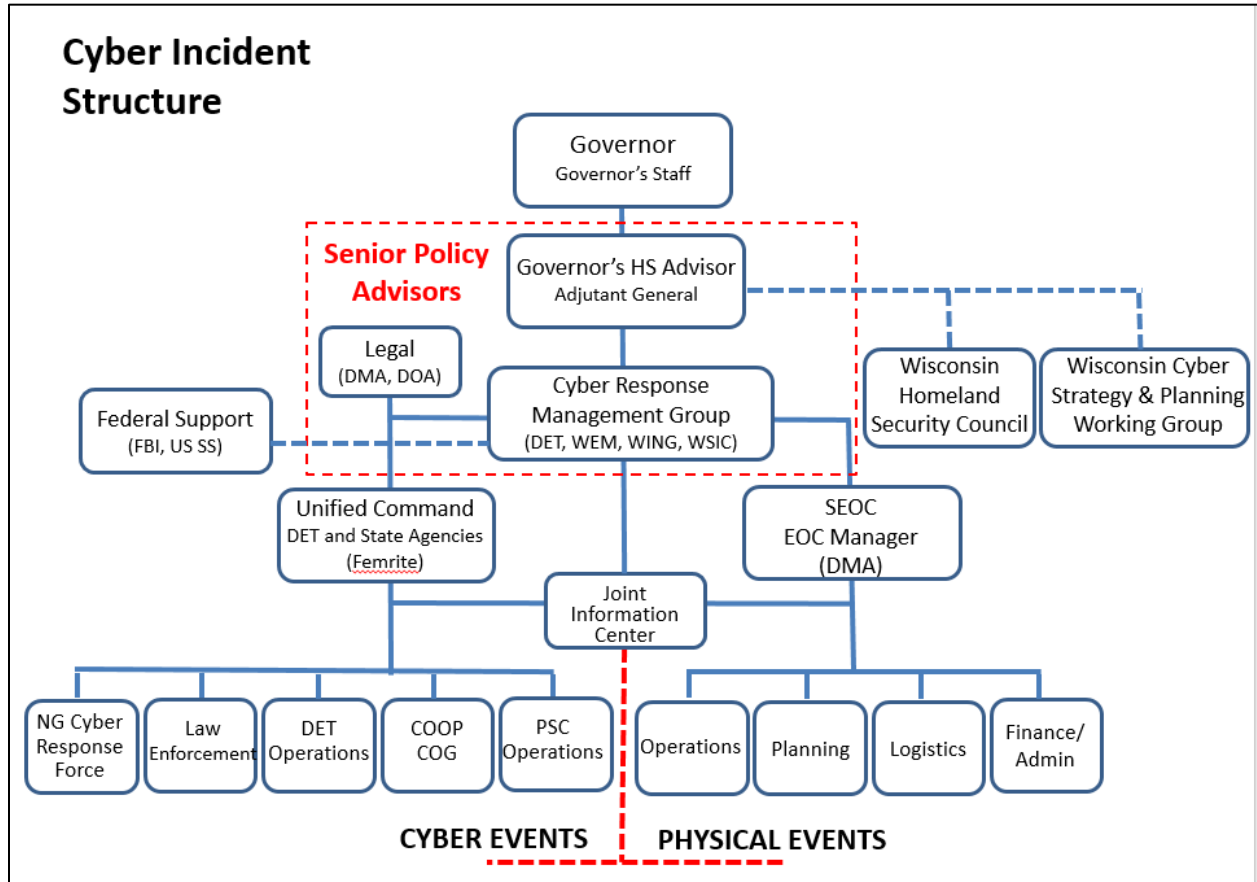 Cyber Incident
Structure
Governor
Governor's Staff
Senior Policy
Advisors
Governor's HS Advisor
Adjutant General
Legal
(DMA, DOA)
Cyber Response
Management Group
(DET, WEM, WING, WSIC)
Wisconsin
Homeland
Security Council
Wisconsin Cyber
Strategy & Planning
Working Group
Federal Support
(FBI, US SS)
Unified Command
DET and State Agencies
(Femrite)
SEOC
EOC Manager
(DMA)
Joint
Information
Center
NG Cyber
Response
Force
Law
Enforcement
DET
Operations
COOP
COG
PSC
Operations
Operations
Planning
Logistics
Finance/
Admin
CYBER EVENTS
PHYSICAL EVENTS